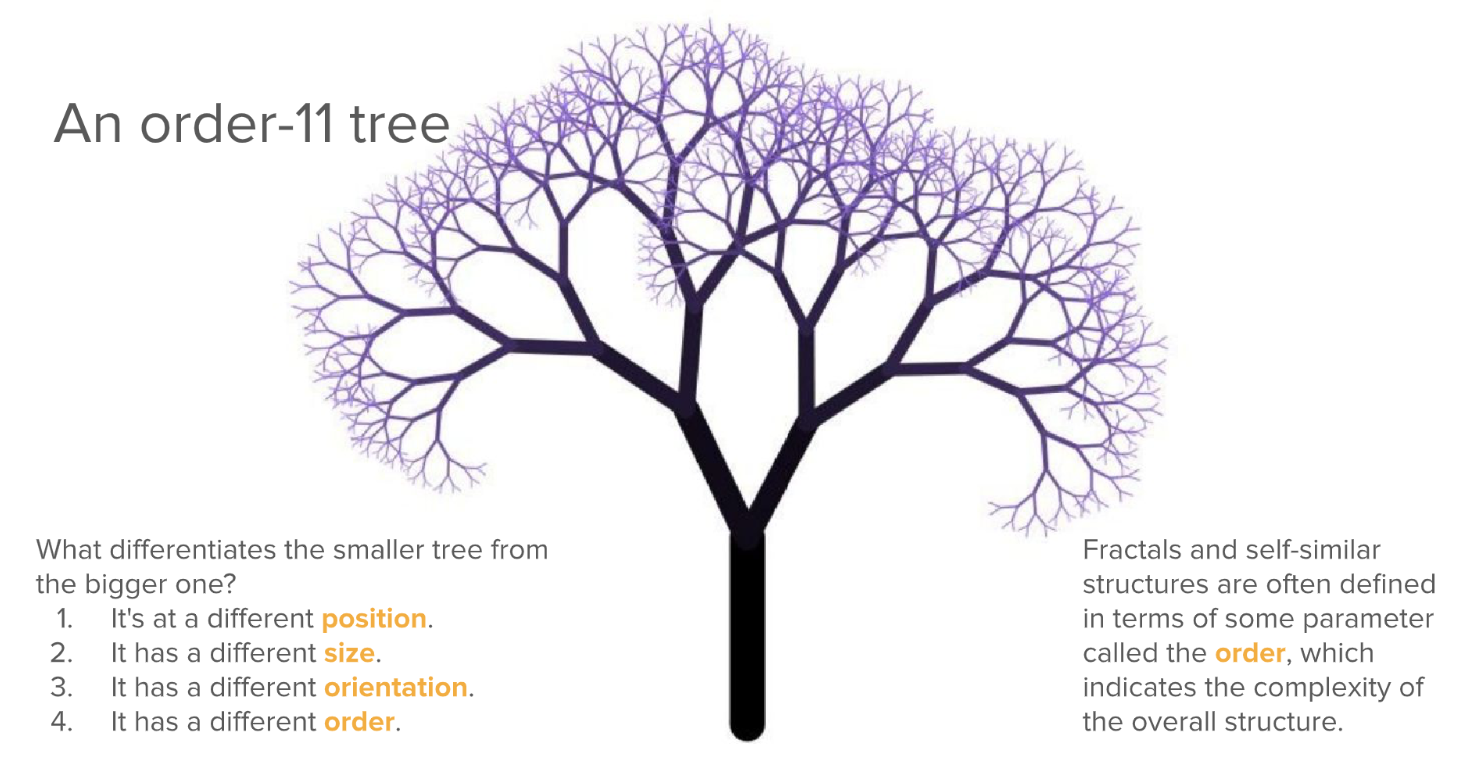 An order-11 tree
What differentiates the smaller tree from
the bigger one?
1. It's at a different position.
2. It has a different size.
3. It has a different orientation.
4. It has a different order.
Fractals and self-similar
structures are often defined
in terms of some parameter
called the order, which
indicates the complexity of
the overall structure.